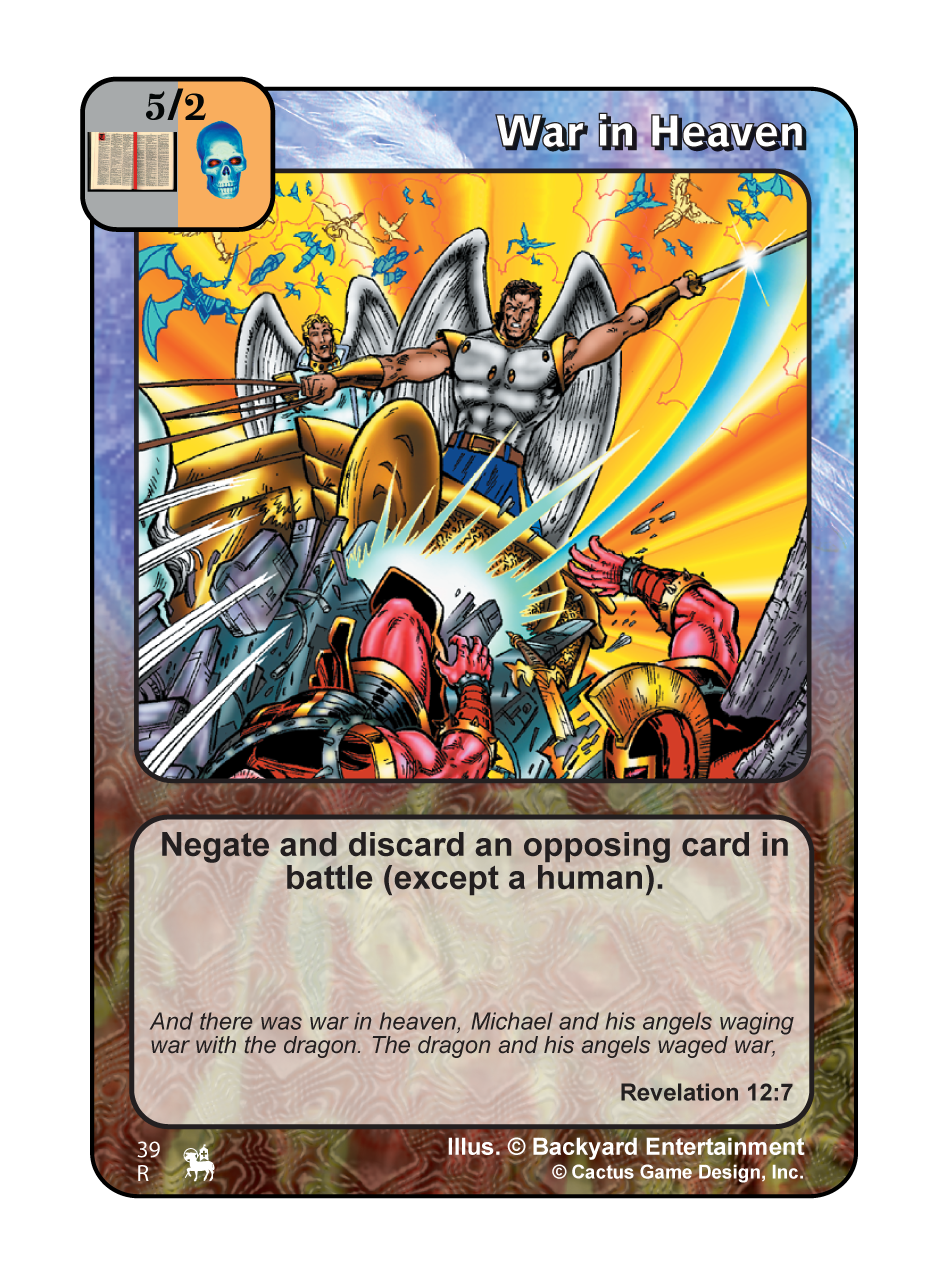 5/2
War in Heaven
Negate and discard an opposing card in
battle (except a human).
And there was war in heaven, Michael and his angels waging
war with the dragon. The dragon and his angels waged war,
Revelation 12:7
39
R
Illus. © Backyard Entertainment
© Cactus Game Design, Inc.